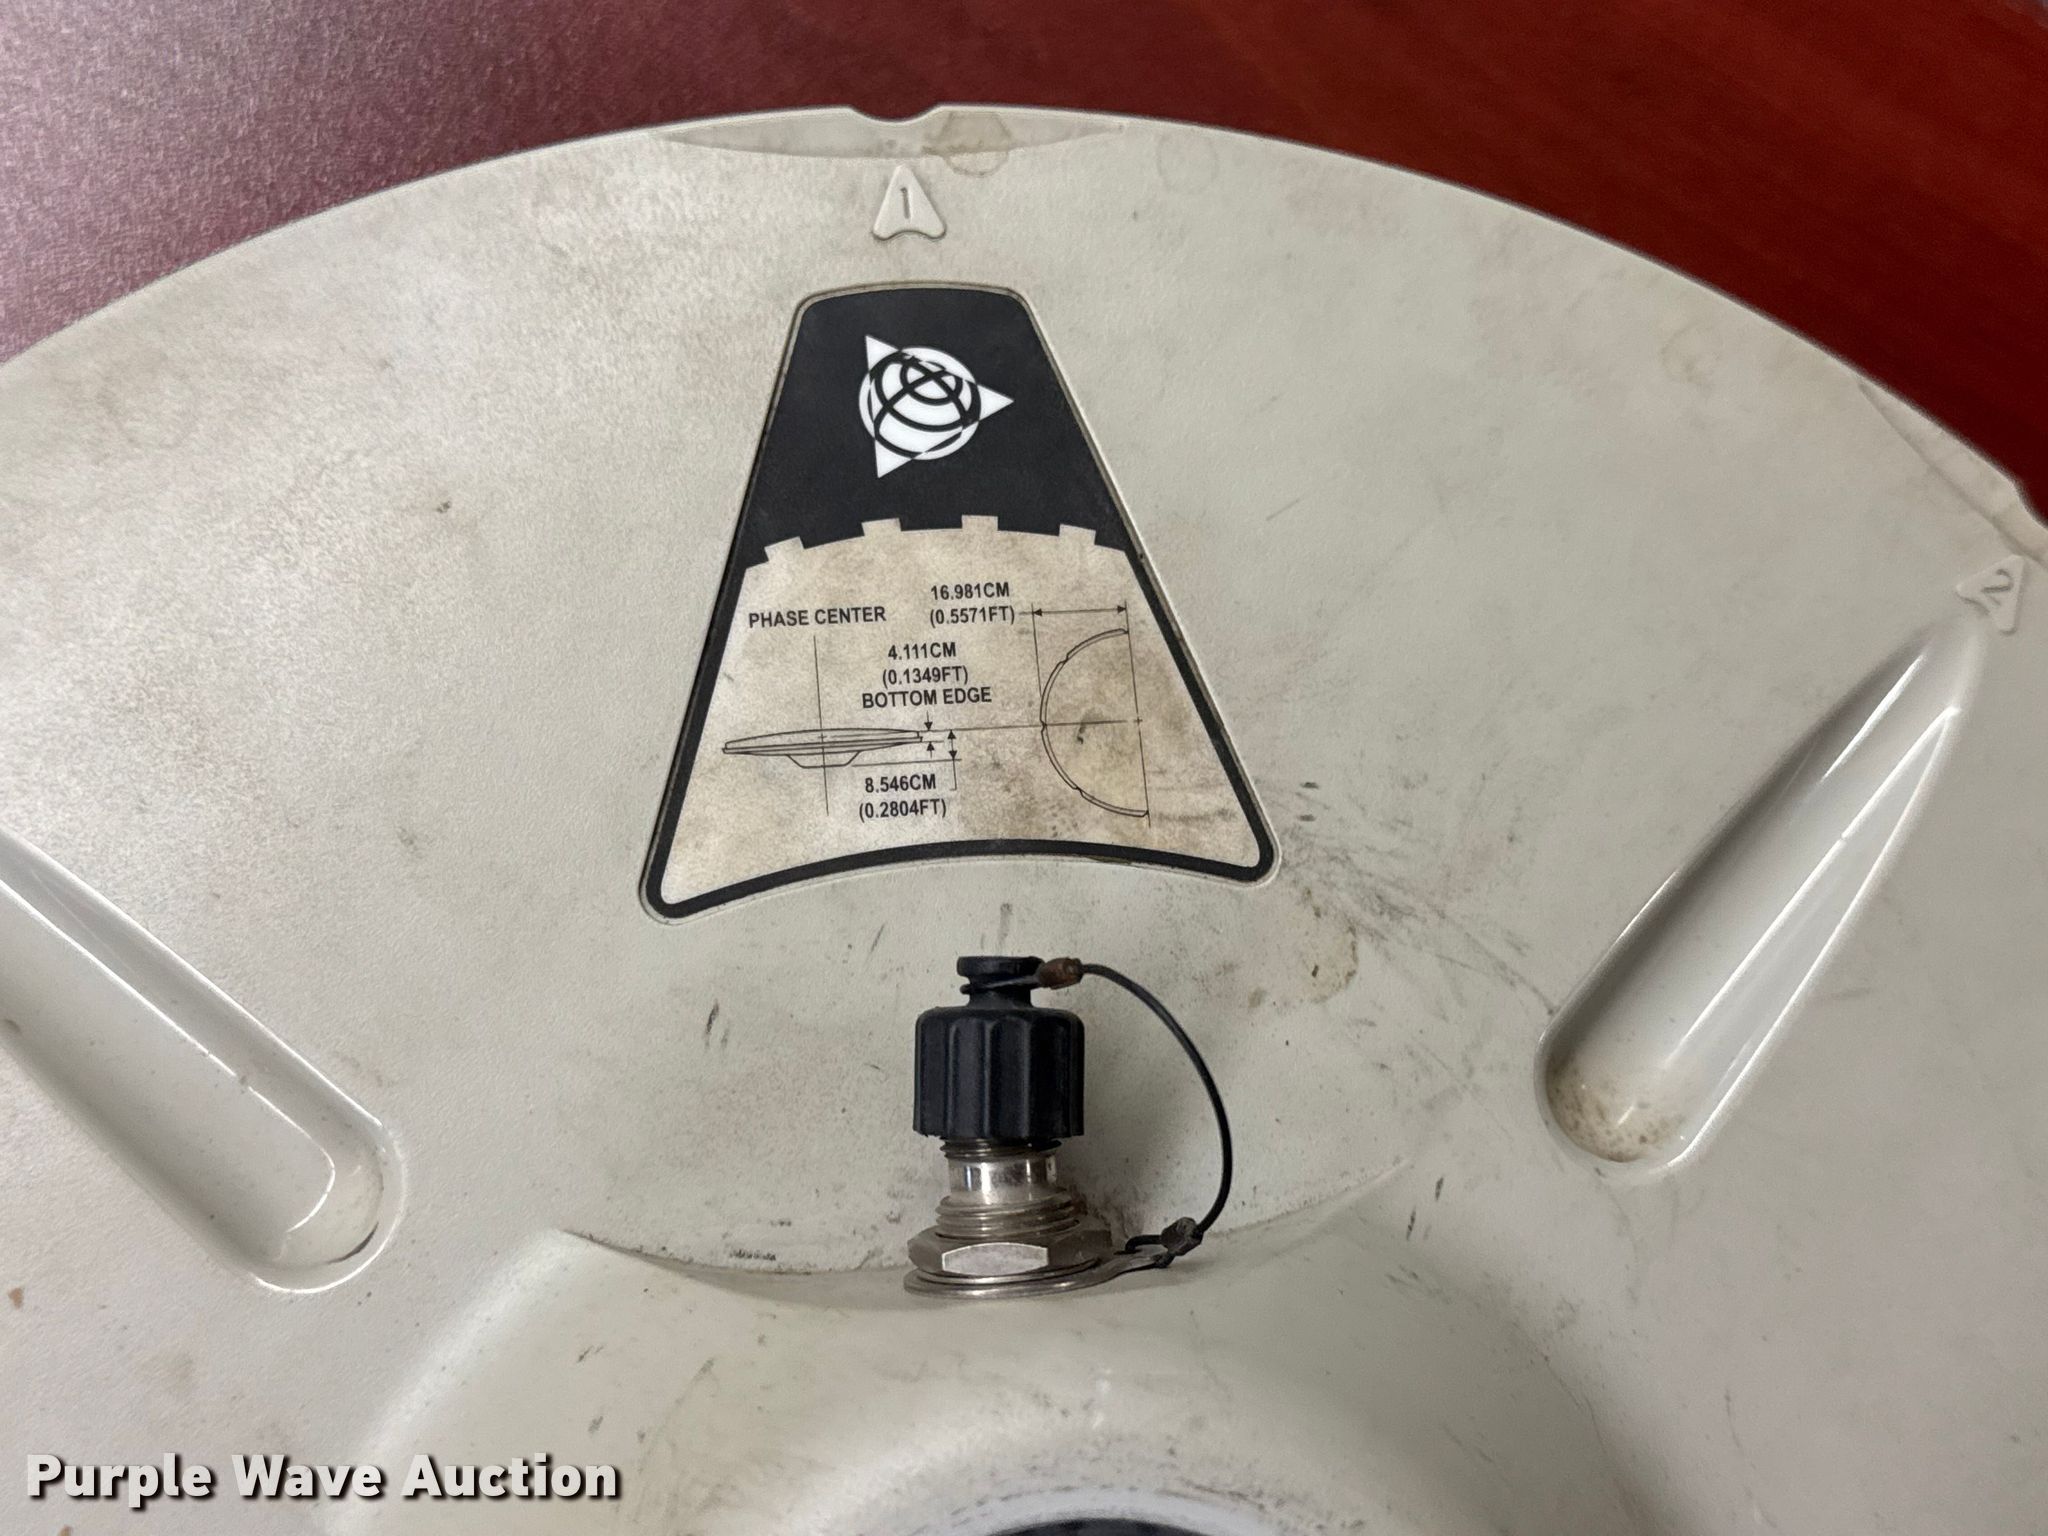 1
2
16.981CM
PHASE CENTER
(0.5571FT)
4.111CM
(0.1349FT)
BOTTOM EDGE
8.546CM
(0.2804FT)
Purple Wave Auction